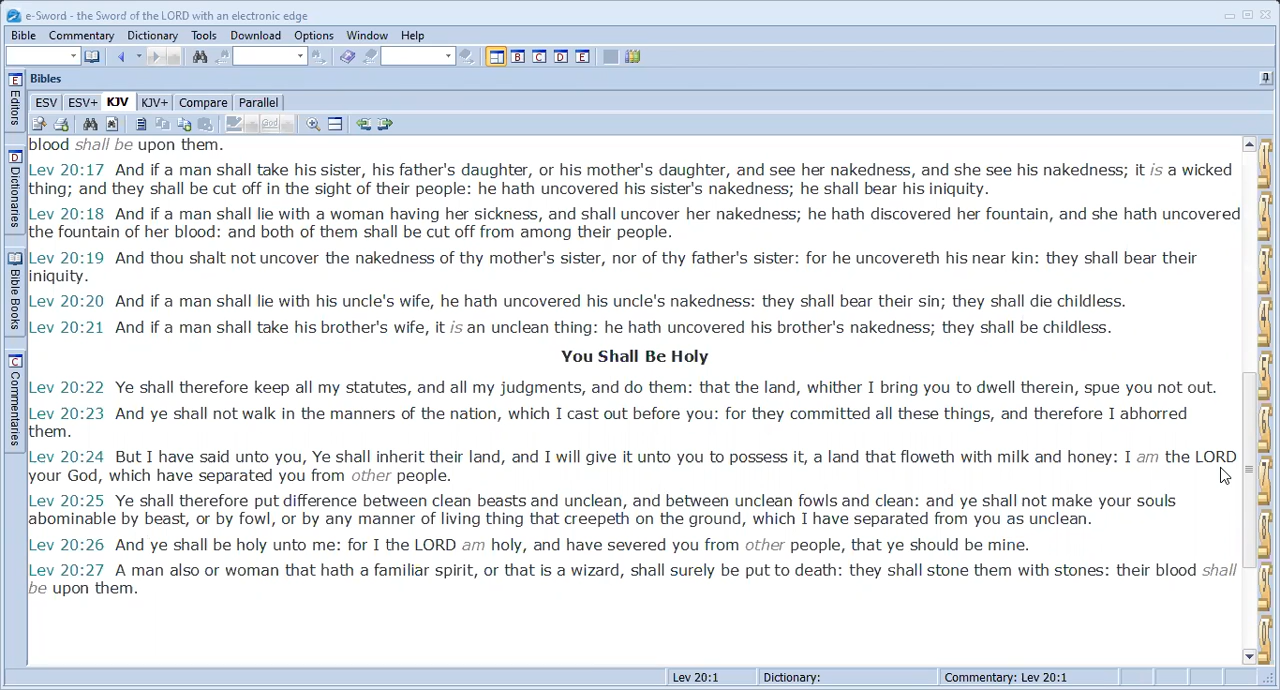 e-Sword - the Sword of the LORD with an electronic edge
Bible Commentary Dictionary Tools Download Options Window Help
B C D E
Bibles
E Editors
ESV ESV+ KJV KJV+ Compare Parallel
God
blood shall be upon them.
Lev 20:17 And if a man shall take his sister, his father's daughter, or his mother's daughter, and see her nakedness, and she see his nakedness; it is a wicked
thing; and they shall be cut off in the sight of their people: he hath uncovered his sister's nakedness; he shall bear his iniquity.
D Dictionaries
Lev 20:18 And if a man shall lie with a woman having her sickness, and shall uncover her nakedness; he hath discovered her fountain, and she hath uncovered
the fountain of her blood: and both of them shall be cut off from among their people.
Lev 20:19 And thou shalt not uncover the nakedness of thy mother's sister, nor of thy father's sister: for he uncovereth his near kin: they shall bear their
iniquity.
Bible Books
Lev 20:20 And if a man shall lie with his uncle's wife, he hath uncovered his uncle's nakedness: they shall bear their sin; they shall die childless.
Lev 20:21 And if a man shall take his brother's wife, it is an unclean thing: he hath uncovered his brother's nakedness; they shall be childless.
You Shall Be Holy
C Commentaries
Lev 20:22 Ye shall therefore keep all my statutes, and all my judgments, and do them: that the land, whither I bring you to dwell therein, spue you not out.
Lev 20:23 And ye shall not walk in the manners of the nation, which I cast out before you: for they committed all these things, and therefore I abhorred
them.
Lev 20:24 But I have said unto you, Ye shall inherit their land, and I will give it unto you to possess it, a land that floweth with milk and honey: I am the LORD
your God, which have separated you from other people.
Lev 20:25 Ye shall therefore put difference between clean beasts and unclean, and between unclean fowls and clean: and ye shall not make your souls
abominable by beast, or by fowl, or by any manner of living thing that creepeth on the ground, which I have separated from you as unclean.
Lev 20:26 And ye shall be holy unto me: for I the LORD am holy, and have severed you from other people, that ye should be mine.
Lev 20:27 A man also or woman that hath a familiar spirit, or that is a wizard, shall surely be put to death: they shall stone them with stones: their blood shall
be upon them.
1
2
3
4
5
6
7
8
9
0
Lev 20:1 Dictionary: Commentary: Lev 20:1